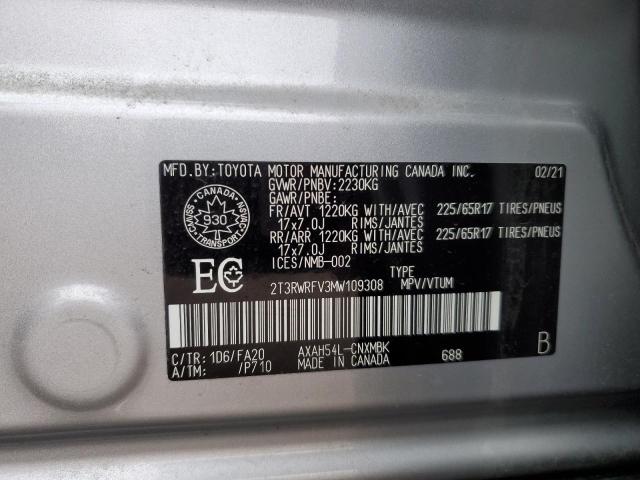 MFD.BY:TOYOTA MOTOR MANUFACTURING CANADA INC. 02/21
GVWR/PNBV:2230KG
GAWR/PNBE:
FR/AVT 1220KG WITH/AVEC 225/65R17 TIRES/PNEUS
17x7.0J RIMS/JANTES
RR/ARR 1220KG WITH/AVEC 225/65R17 TIRES/PNEUS
17x7.0J RIMS/JANTES
ICES/NMB-002
CANADA
930
NSVAC
TRANSPORT
EC
TYPE
2T3RWRFV3MW109308 MPV/VTUM
C/TR: 1D6/FA20 AXAH54L-CNXMBK 688 B
A/TM: /P710 MADE IN CANADA